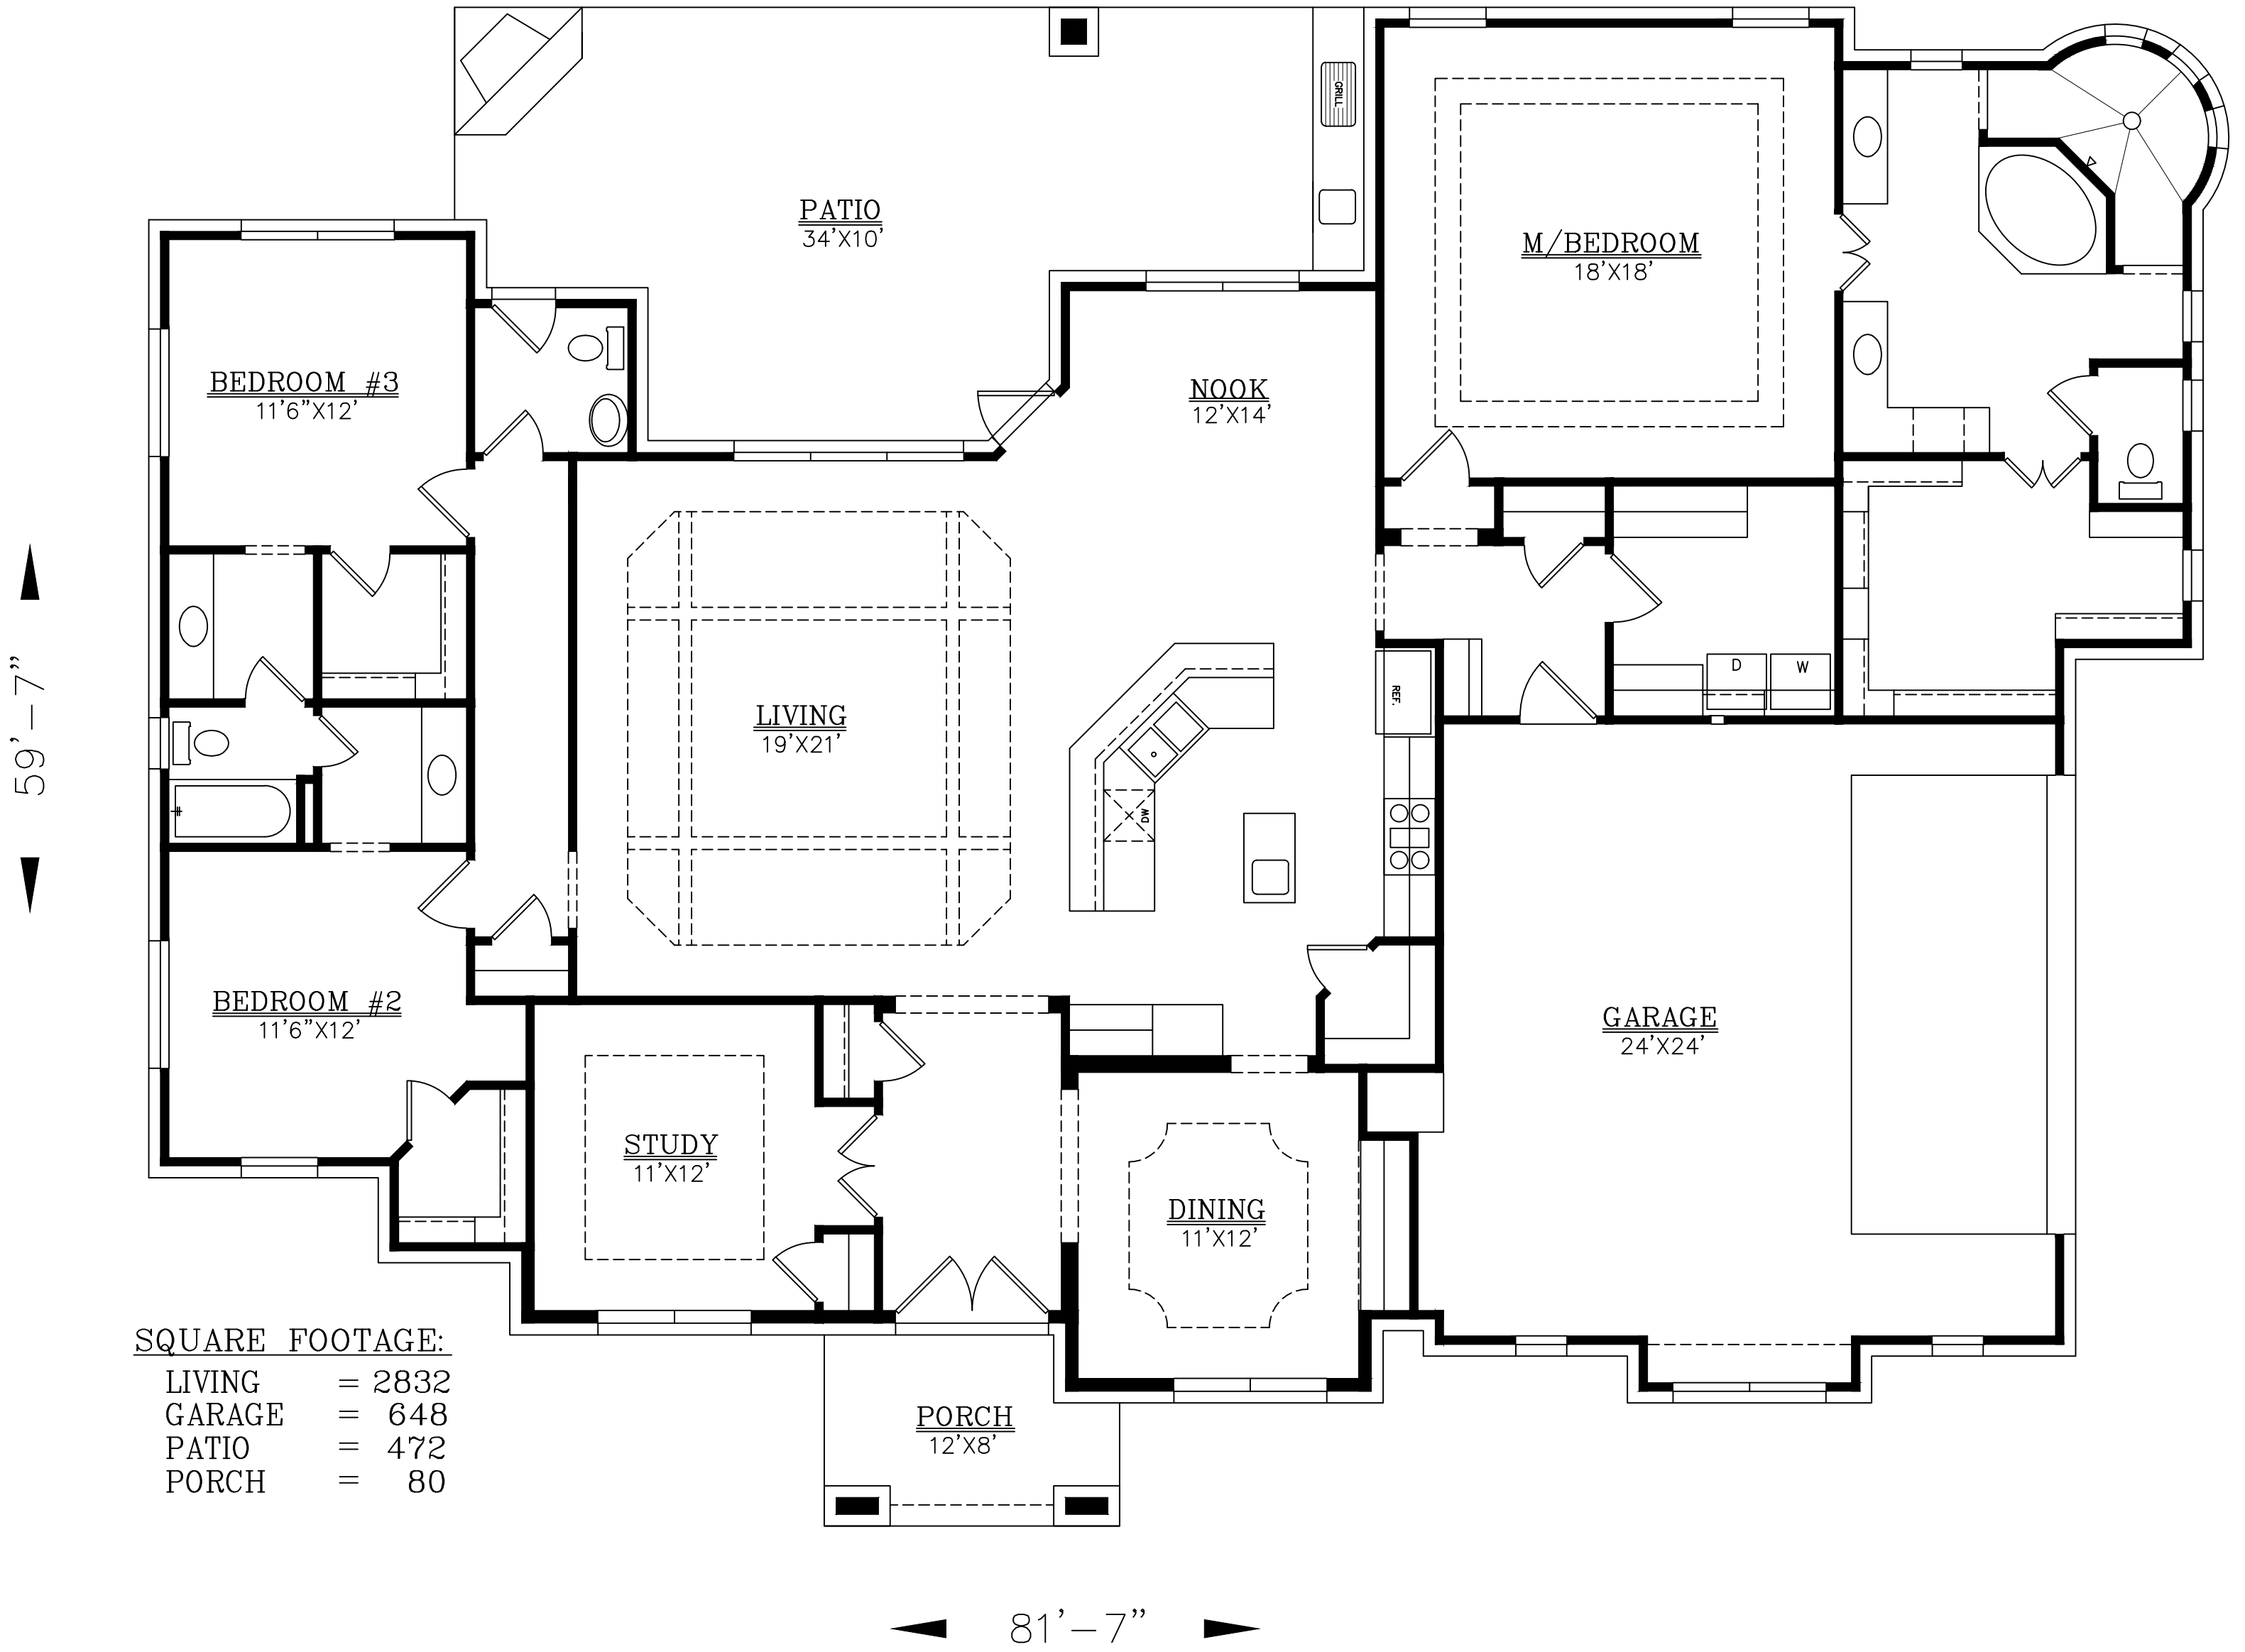 GRILL
PATIO
34'X10'
M/BEDROOM
18'X18'
BEDROOM #3
11'6"X12'
NOOK
12'X14'
D
W
REF.
LIVING
19'X21'
DW
BEDROOM #2
11'6"X12'
GARAGE
24'X24'
STUDY
11'X12'
DINING
11'X12'
PORCH
12'X8'
59'-7"
SQUARE FOOTAGE:
LIVING = 2832
GARAGE = 648
PATIO = 472
PORCH = 80
81'-7"